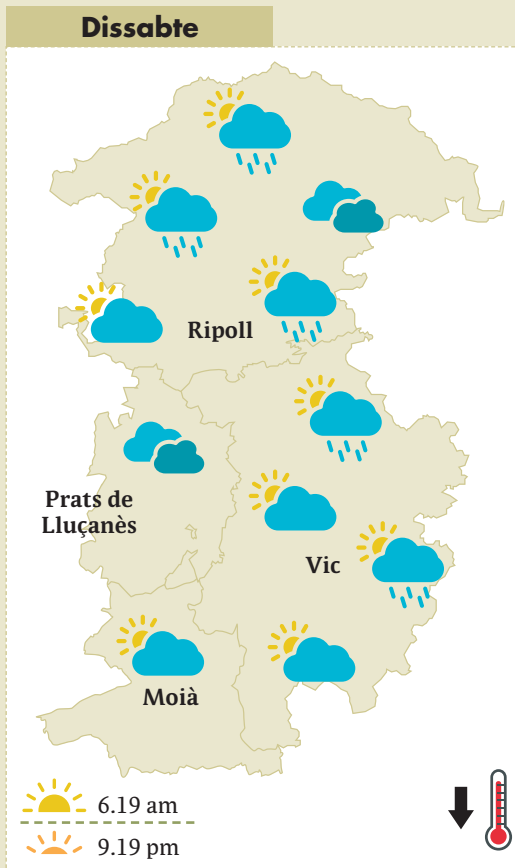 Dissabte
Ripoll
Prats de
Lluçanès
Vic
Moià
6.19 am
9.19 pm